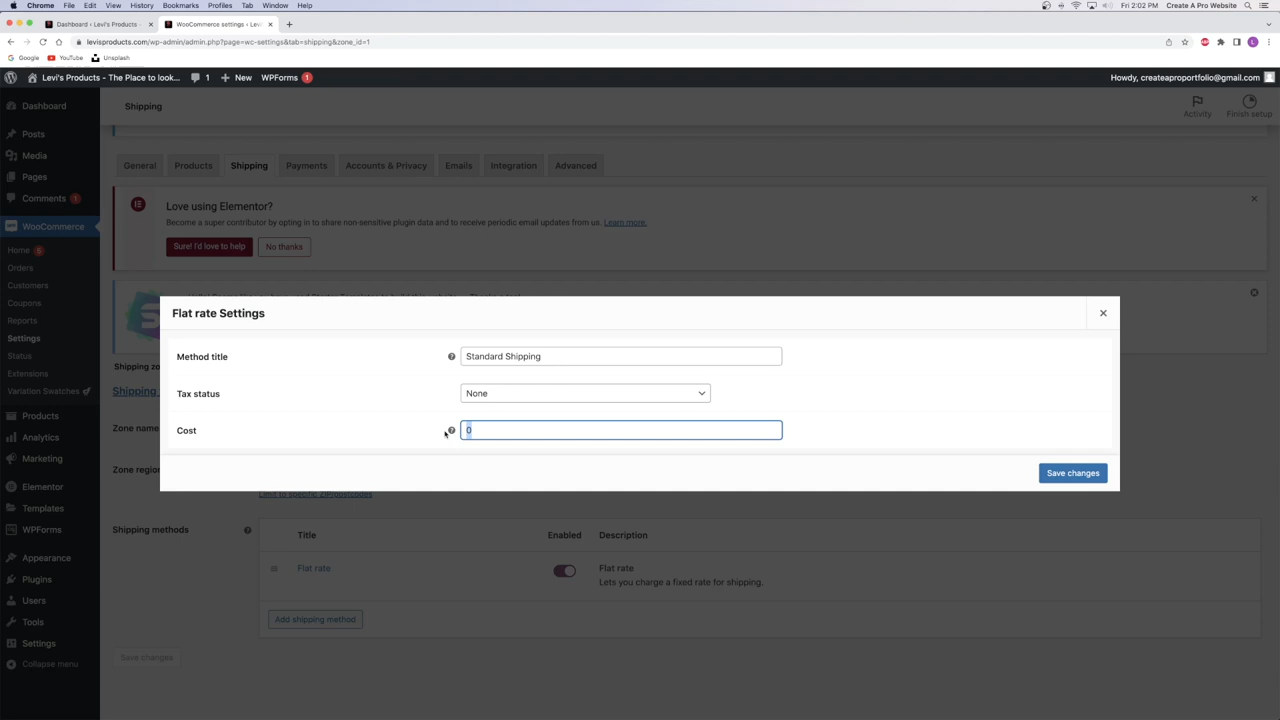 Chrome File Edit View History Bookmarks Profiles Tab Window Help Fri 2:02 PM Create A Pro Website
Dashboard ‹ Levi's Products - WooCommerce settings ‹ Levi
levisproducts.com/wp-admin/admin.php?page=wc-settings&tab=shipping&zone_id=1
Google YouTube Unsplash
Levi's Products - The Place to look... 1 New WPForms 1 Howdy, createaproportfolio@gmail.com
Dashboard
Posts
Media
Pages
Comments 1
WooCommerce
Home 5
Orders
Customers
Coupons
Reports
Settings
Status
Extensions
Variation Swatches
Products
Analytics
Marketing
Elementor
Templates
WPForms
Appearance
Plugins
Users
Tools
Settings
Collapse menu
Shipping
Activity
Finish setup
General Products Shipping Payments Accounts & Privacy Emails Integration Advanced
Love using Elementor?
Become a super contributor by opting in to share non-sensitive plugin data and to receive periodic email updates from us. Learn more.
Sure! I'd love to help No thanks
Shipping zo
Shipping
Zone name
Zone region
Limit to specific ZIP/postcodes
Flat rate Settings
Method title Standard Shipping
Tax status None
Cost 0
Save changes
Shipping methods
Title Enabled Description
Flat rate Flat rate
Lets you charge a fixed rate for shipping.
Add shipping method
Save changes